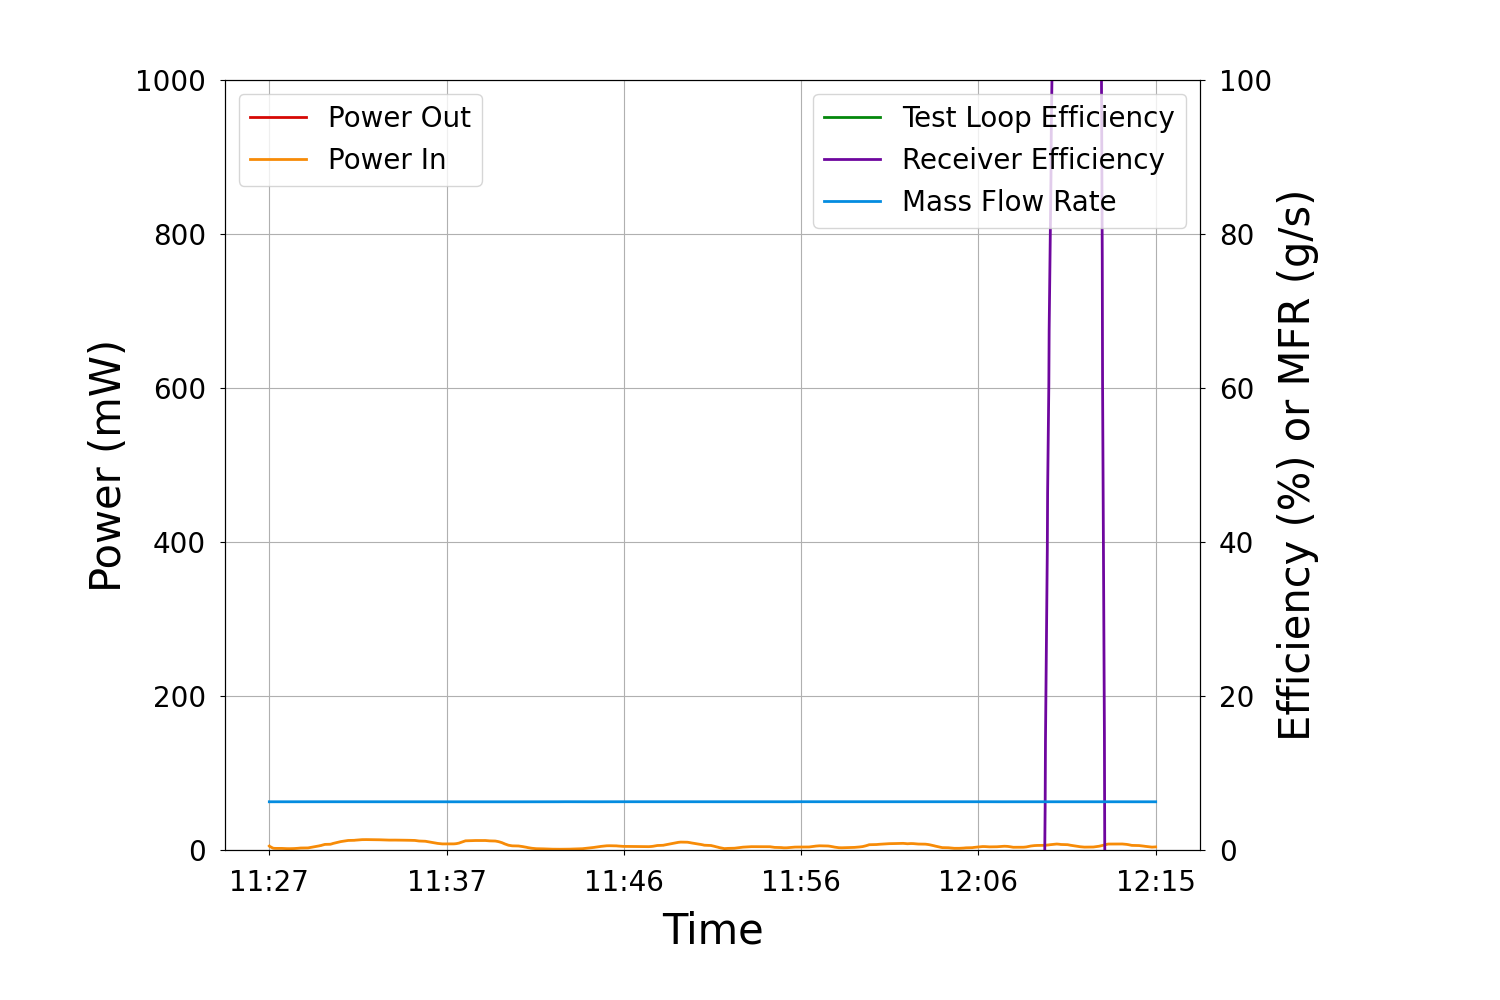 1000
800
600
400
200
0
Power (mW)
Power Out
Power In
Test Loop Efficiency
Receiver Efficiency
Mass Flow Rate
100
80
60
40
20
0
Efficiency (%) or MFR (g/s)
11:27 11:37 11:46 11:56 12:06 12:15
Time